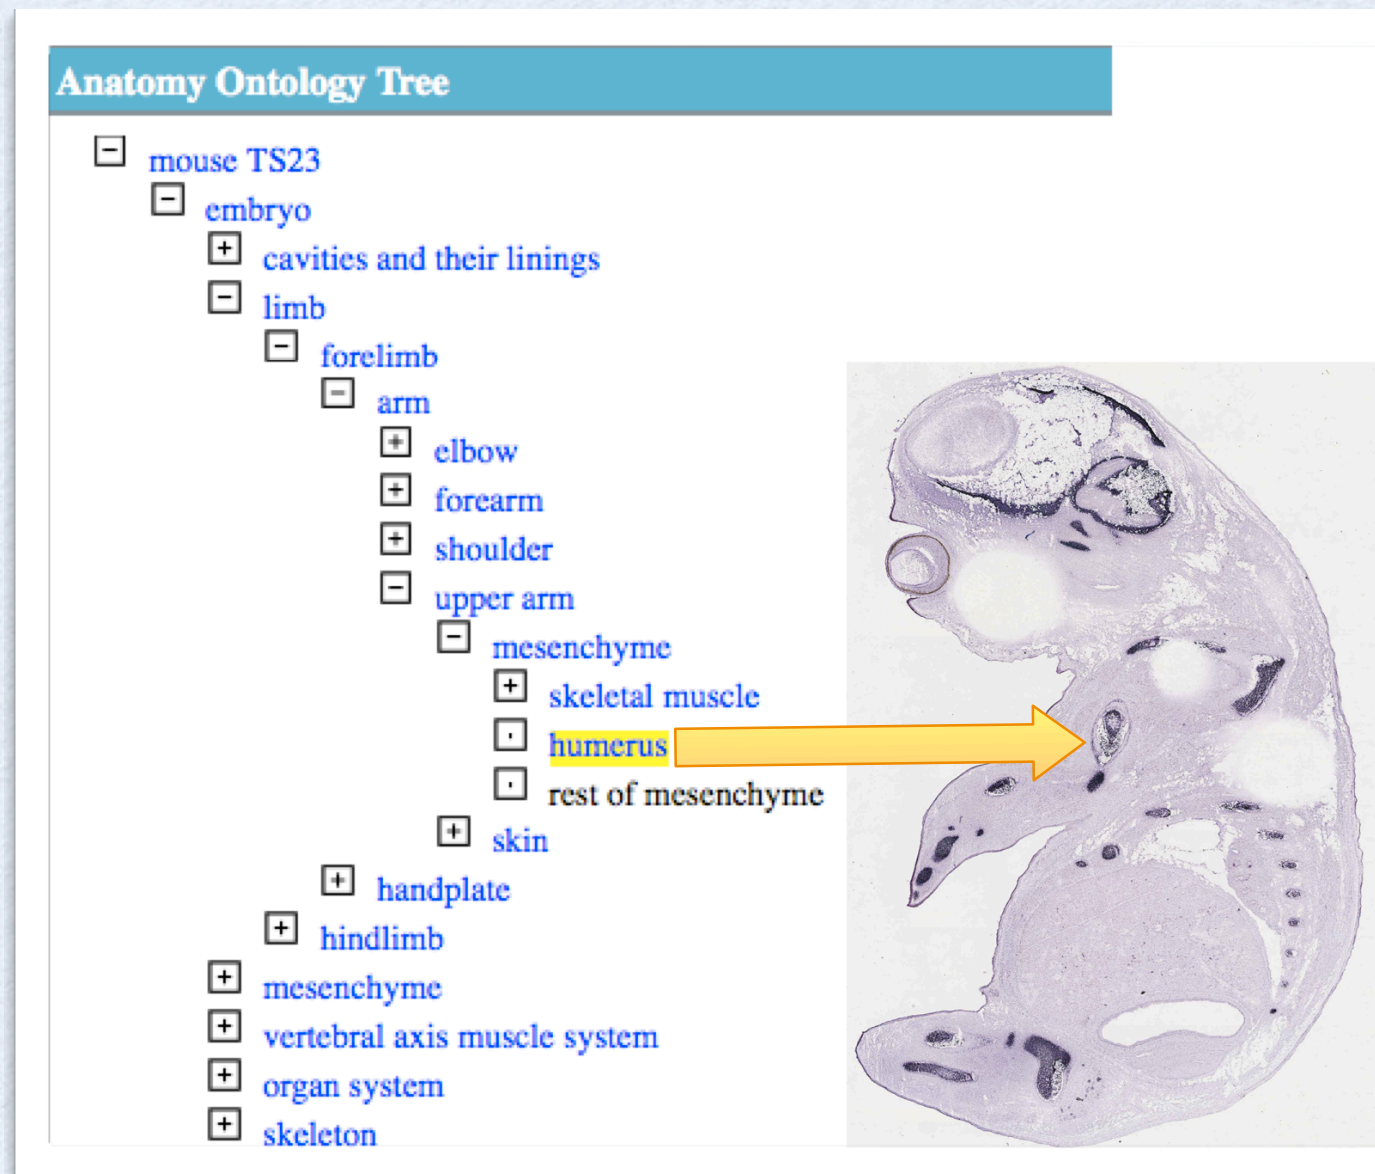 Anatomy Ontology Tree
mouse TS23
embryo
cavities and their linings
limb
forelimb
arm
elbow
forearm
shoulder
upper arm
mesenchyme
skeletal muscle
humerus
rest of mesenchyme
skin
handplate
hindlimb
mesenchyme
vertebral axis muscle system
organ system
skeleton